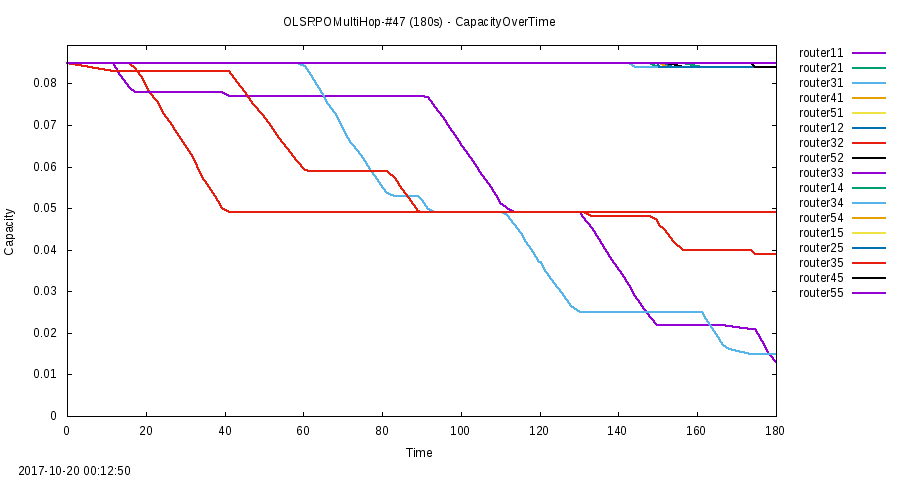 OLSRPPOMultiHop-#47 (180s) - CapacityOverTime
router11
router21
router31
router41
router51
router12
router32
router52
router33
router14
router34
router54
router15
router25
router35
router45
router55
0.08
0.07
0.06
0.05
0.04
0.03
0.02
0.01
0
Capacity
0 20 40 60 80 100 120 140 160 180
Time
2017-10-20 00:12:50